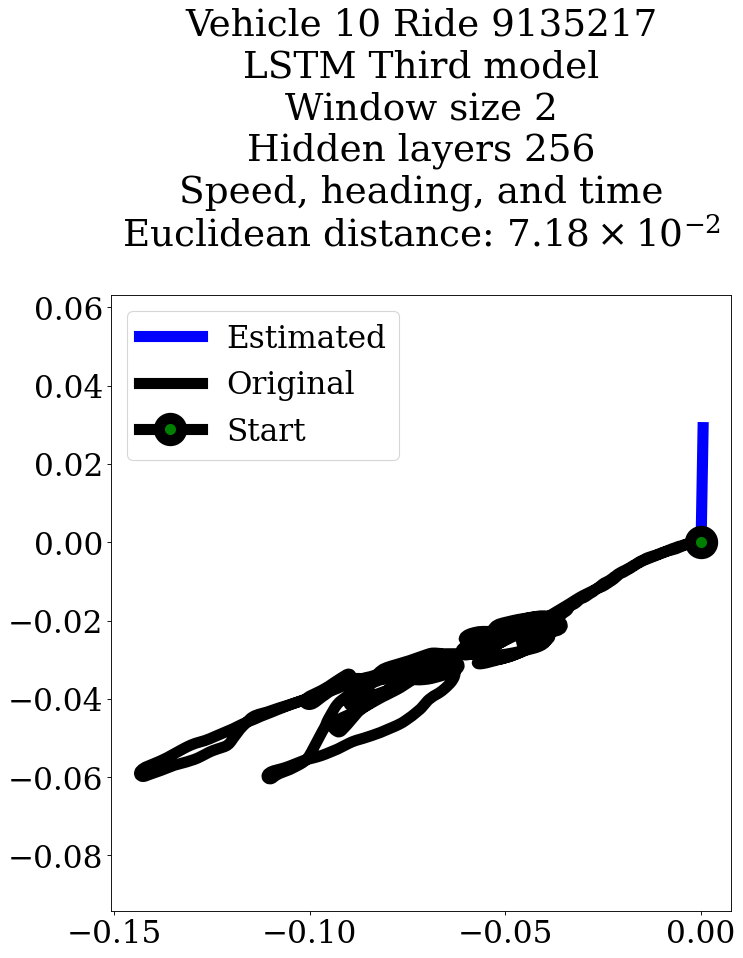 Vehicle 10 Ride 9135217
LSTM Third model
Window size 2
Hidden layers 256
Speed, heading, and time
Euclidean distance: 7.18 × 10⁻²
0.06
0.04
0.02
0.00
−0.02
−0.04
−0.06
−0.08
Estimated
Original
Start
−0.15 −0.10 −0.05 0.00